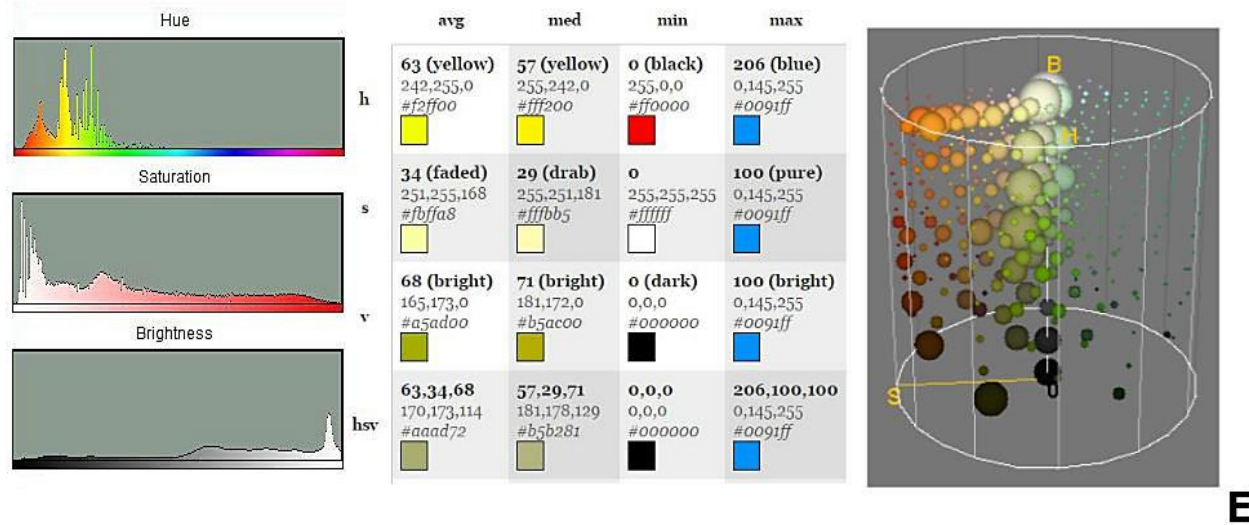 Hue
Saturation
Brightness
avg med min max
h
63 (yellow) 57 (yellow) 0 (black) 206 (blue)
242,255,0 255,242,0 255,0,0 0,145,255
#f2ff00 #fff200 #ff0000 #0091ff
s
34 (faded) 29 (drab) 0 100 (pure)
251,255,168 255,251,181 255,255,255 0,145,255
#fbffa8 #fffbb5 #ffffff #0091ff
v
68 (bright) 71 (bright) 0 (dark) 100 (bright)
165,173,0 181,172,0 0,0,0 0,145,255
#a5ad00 #b5ac00 #000000 #0091ff
hsv
63,34,68 57,29,71 0,0,0 206,100,100
170,173,114 181,178,129 0,0,0 0,145,255
#aaad72 #b5b281 #000000 #0091ff
B
H
S
0
E